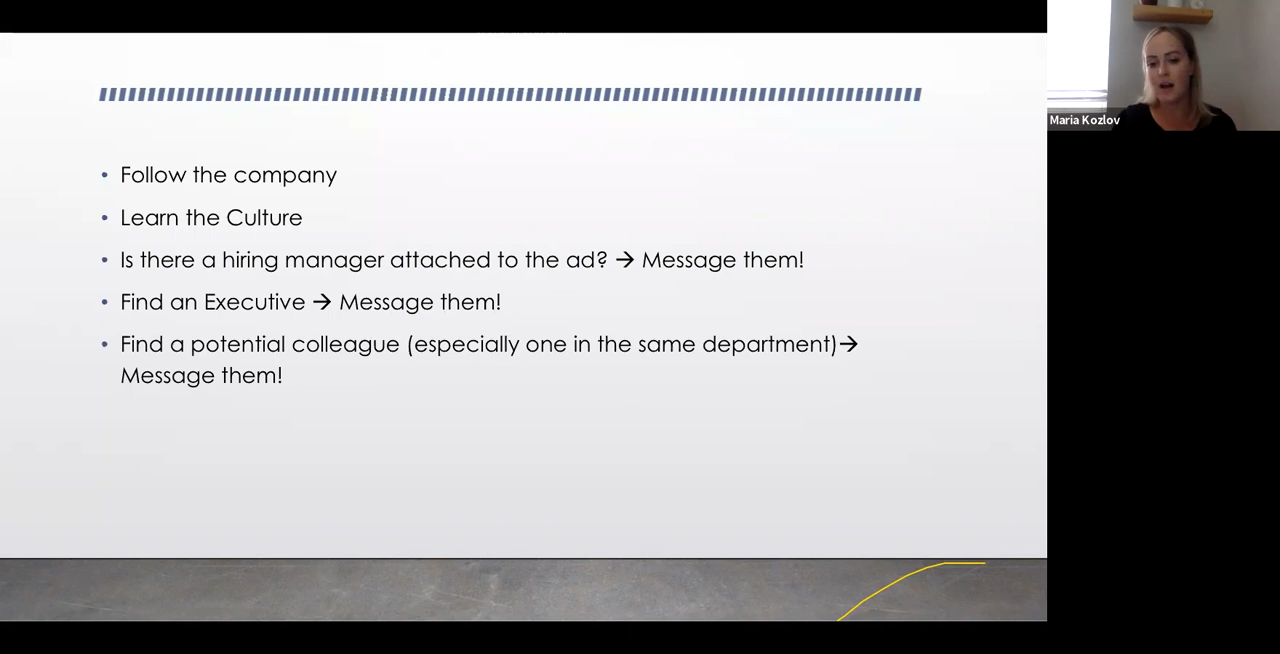 • Follow the company
• Learn the Culture
• Is there a hiring manager attached to the ad? → Message them!
• Find an Executive → Message them!
• Find a potential colleague (especially one in the same department)→
Message them!
Maria Kozlov